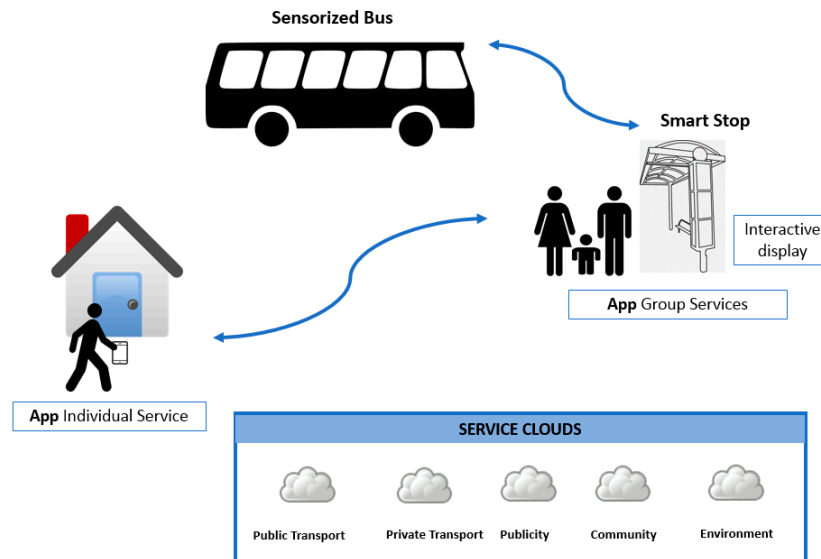 Sensorized Bus
Smart Stop
Interactive
display
App Group Services
App Individual Service
SERVICE CLOUDS
Public Transport
Private Transport
Publicity
Community
Environment